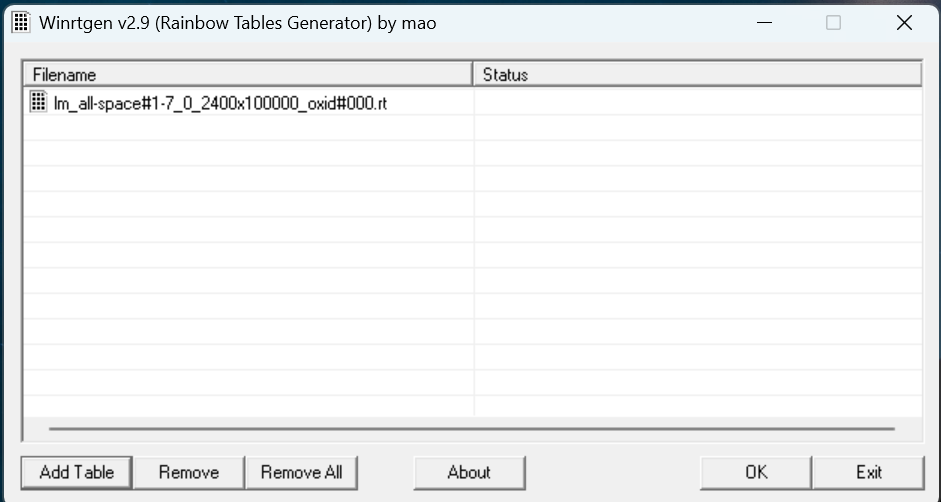 Winrtgen v2.9 (Rainbow Tables Generator) by mao
Filename Status
lm_all-space#1-7_0_2400x100000_oxid#000.rt
Add Table Remove Remove All About OK Exit